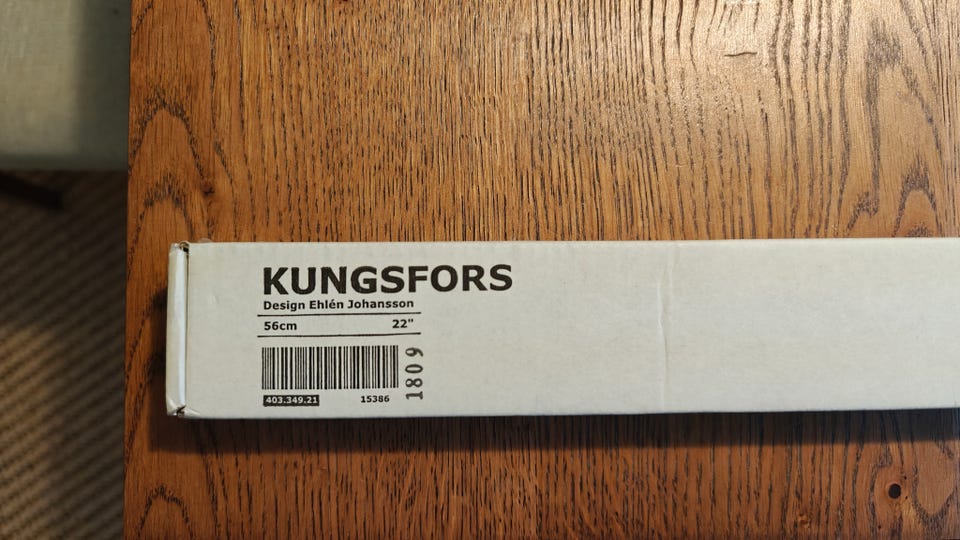 KUNGSFORS
Design Ehlén Johansson
56cm 22"
1809
403.349.21 15386